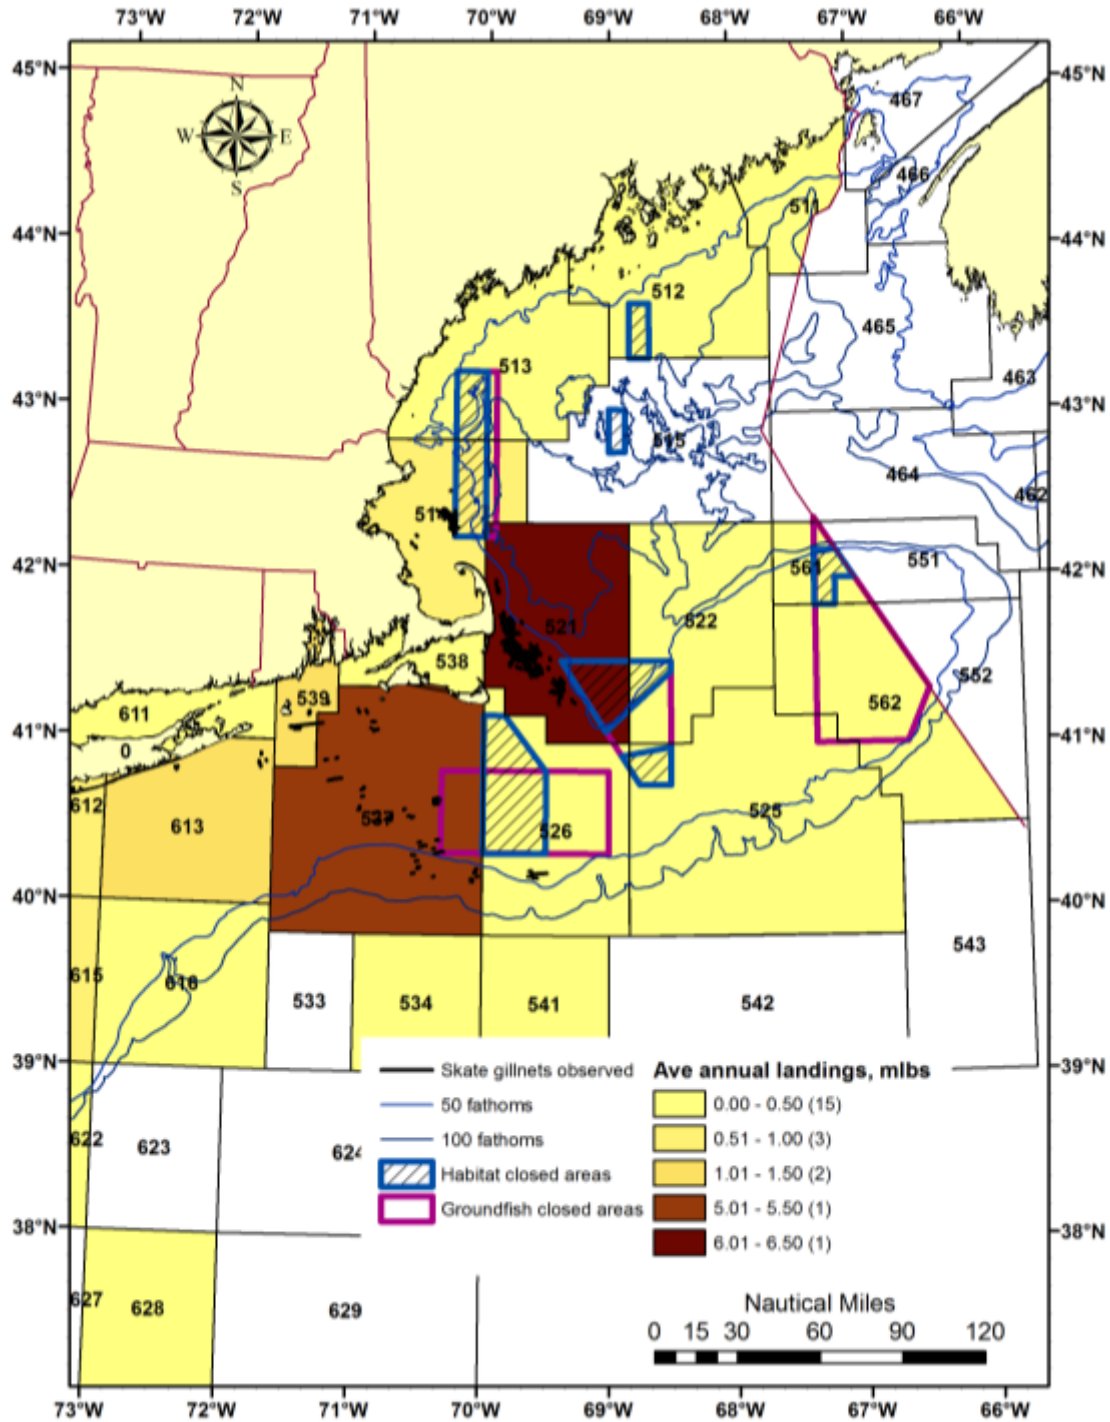 73°W 72°W 71°W 70°W 69°W 68°W 67°W 66°W
45°N 45°N
N
W E
S
467
466
511
44°N 44°N
512
465
513
463
43°N 43°N
515
464
462
514
42°N 42°N
561 551
521 522
538
552
539
562
611
41°N 41°N
0
612
613 537 526 525
40°N 40°N
543
615 616
533 534 541 542
39°N 39°N
Skate gillnets observed
50 fathoms
100 fathoms
Habitat closed areas
Groundfish closed areas
Ave annual landings, mlbs
0.00 - 0.50 (15)
0.51 - 1.00 (3)
1.01 - 1.50 (2)
5.01 - 5.50 (1)
6.01 - 6.50 (1)
622 623 624
38°N 38°N
627 628 629
Nautical Miles
0 15 30 60 90 120
73°W 72°W 71°W 70°W 69°W 68°W 67°W 66°W